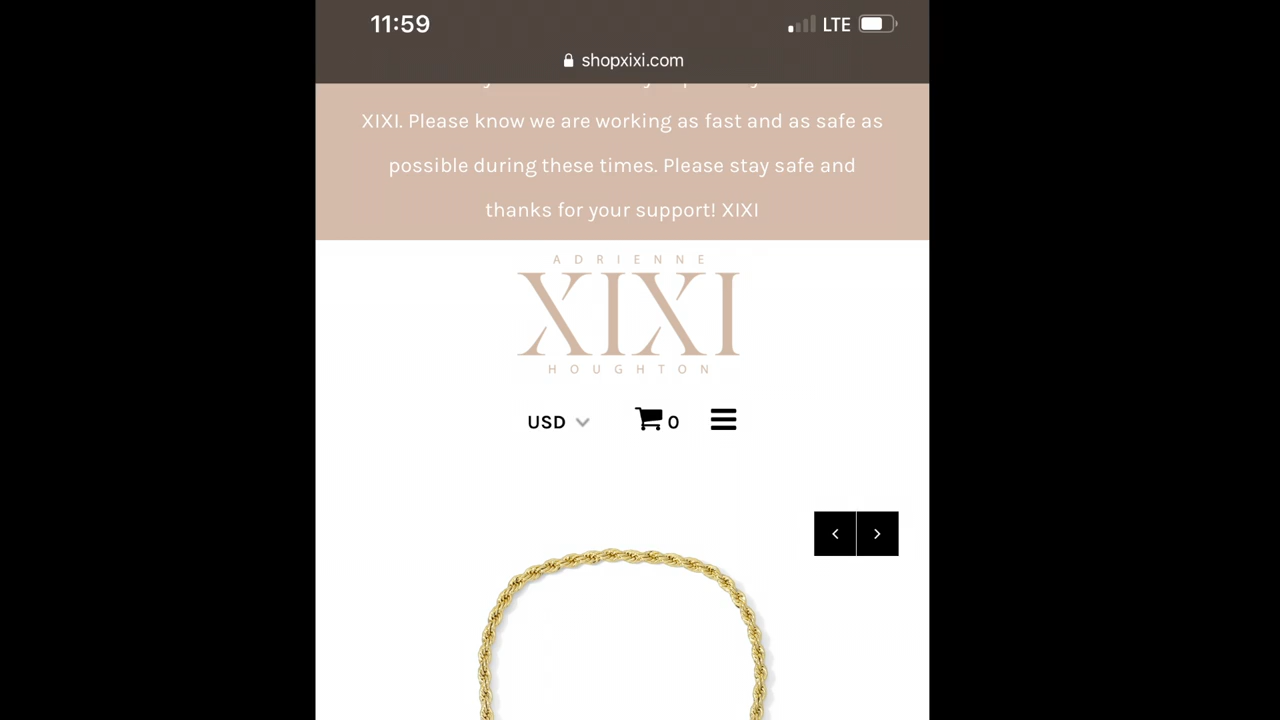 11:59 LTE
shopxixi.com
XIXI. Please know we are working as fast and as safe as
possible during these times. Please stay safe and
thanks for your support! XIXI
ADRIENNE
XIXI
HOUGHTON
USD 0